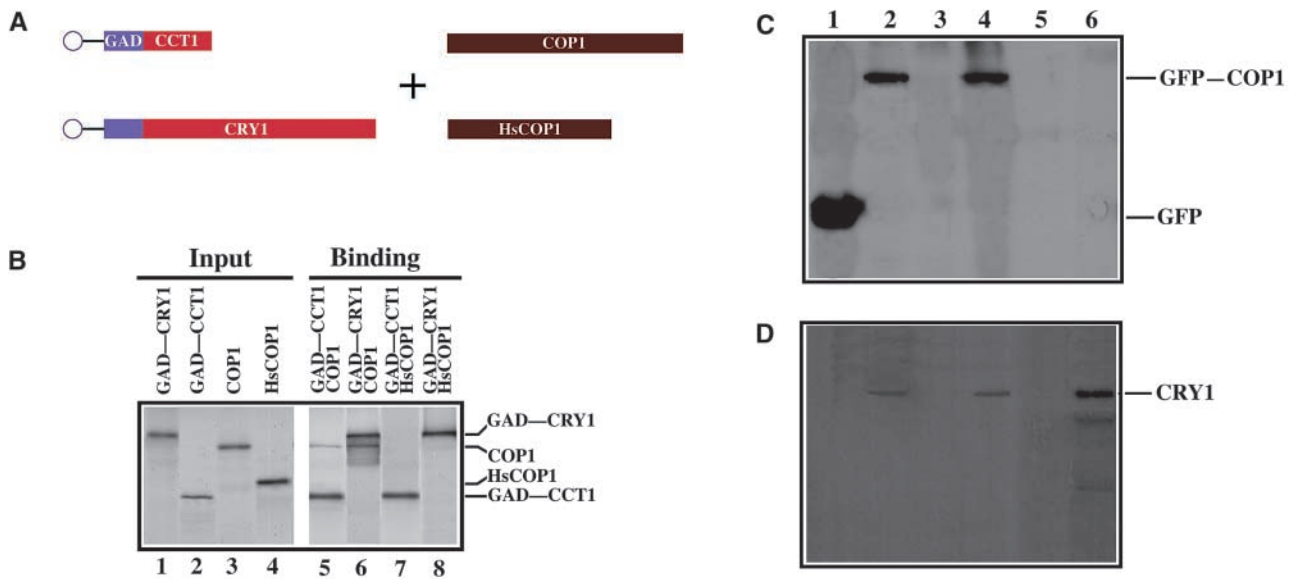 A
GAD CCT1
COP1
+
CRY1
HsCOP1
B
Input
Binding
GAD—CRY1
GAD—CCT1
COP1
HsCOP1
GAD—CCT1
COP1
GAD—CRY1
COP1
GAD—CCT1
HsCOP1
GAD—CRY1
HsCOP1
GAD—CRY1
COP1
HsCOP1
GAD—CCT1
1 2 3 4 5 6 7 8
C
1 2 3 4 5 6
GFP—COP1
GFP
D
CRY1